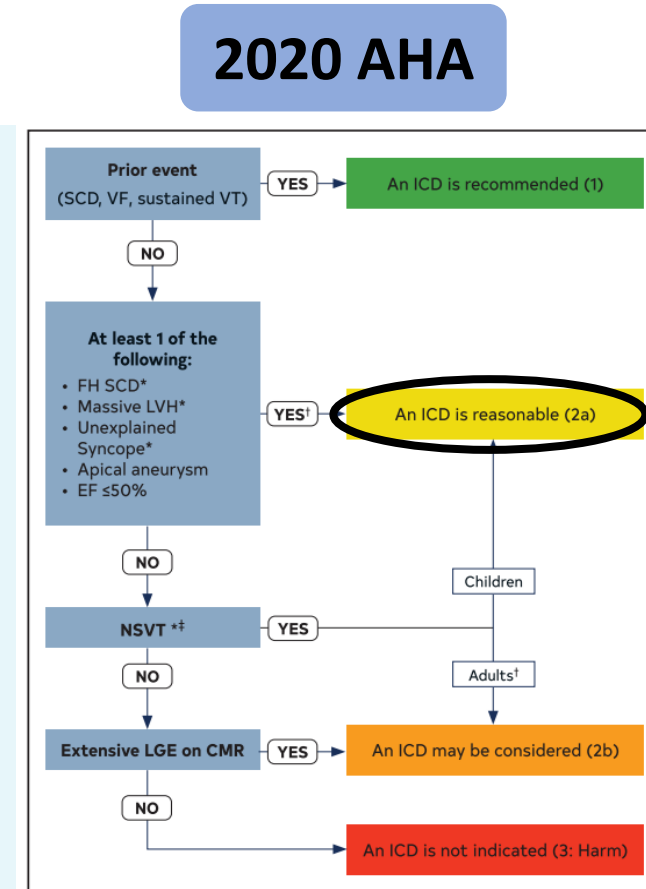 2020 AHA
Prior event
(SCD, VF, sustained VT)
YES
An ICD is recommended (1)
NO
At least 1 of the
following:
• FH SCD*
• Massive LVH*
• Unexplained
Syncope*
• Apical aneurysm
• EF ≤50%
YES†
An ICD is reasonable (2a)
NO
Children
NSVT *‡
YES
NO
Adults†
Extensive LGE on CMR
YES
An ICD may be considered (2b)
NO
An ICD is not indicated (3: Harm)